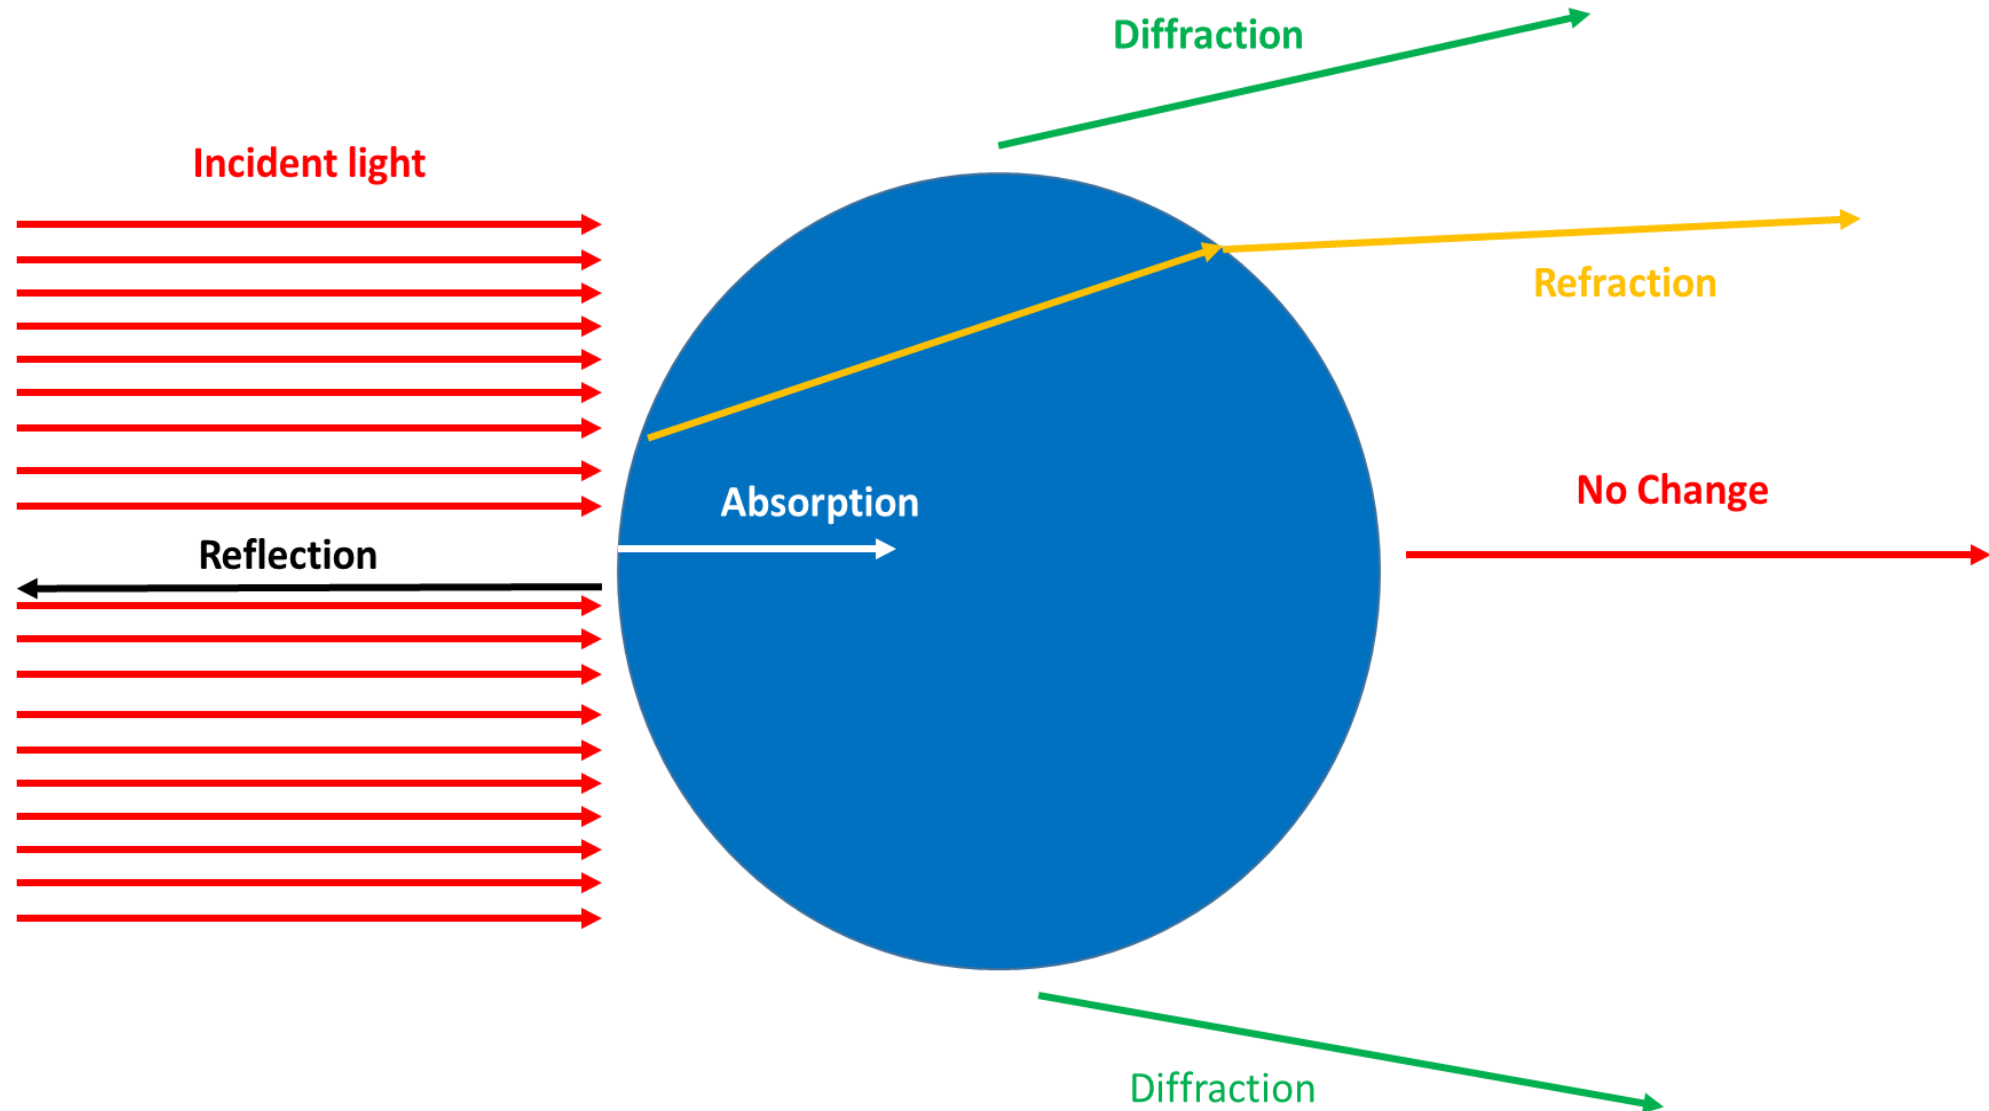 Diffraction
Incident light
Refraction
No Change
Absorption
Reflection
Diffraction